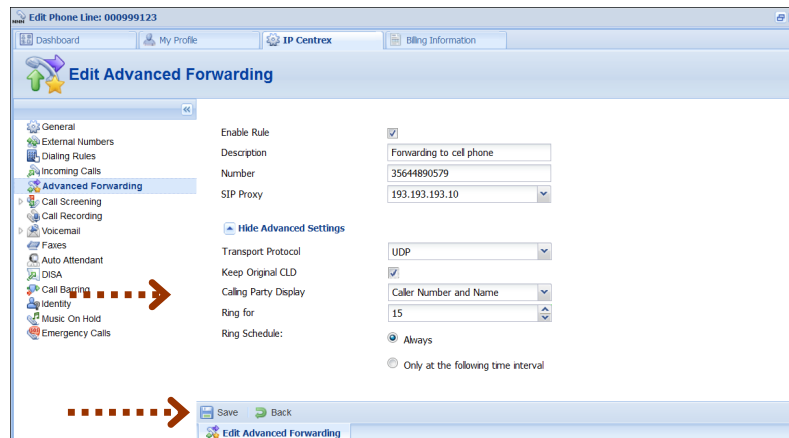 Edit Phone Line: 000999123
Dashboard My Profile IP Centrex Billing Information
Edit Advanced Forwarding
General
External Numbers
Dialing Rules
Incoming Calls
Advanced Forwarding
Call Screening
Call Recording
Voicemail
Faxes
Auto Attendant
DISA
Call Barring
Identity
Music On Hold
Emergency Calls
Enable Rule
Description Forwarding to cell phone
Number 35644890579
SIP Proxy 193.193.193.10
Hide Advanced Settings
Transport Protocol UDP
Keep Original CLD
Calling Party Display Caller Number and Name
Ring for 15
Ring Schedule: Always
Only at the following time interval
Save Back
Edit Advanced Forwarding